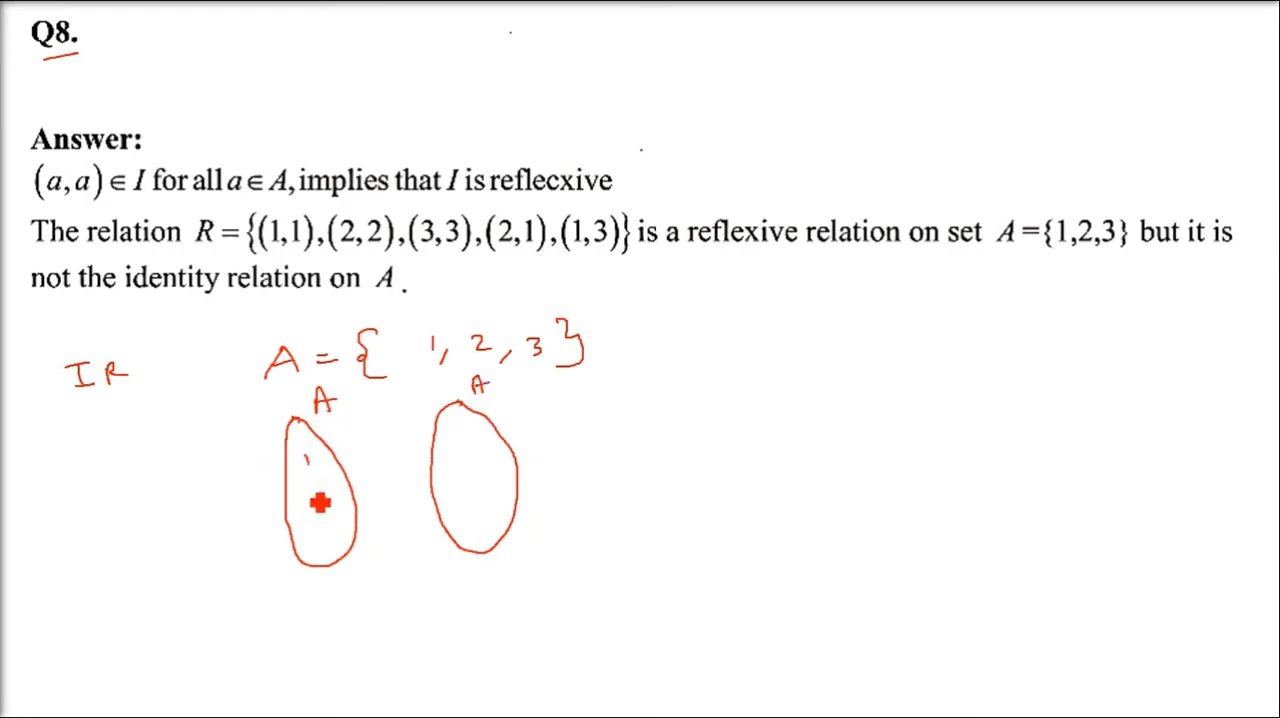 Q8.
Answer:
(a,a)∈I for all a∈A, implies that I is reflecxive
The relation R={(1,1),(2,2),(3,3),(2,1),(1,3)} is a reflexive relation on set A={1,2,3} but it is
not the identity relation on A.
IR A={ 1, 2, 3}
A A
1